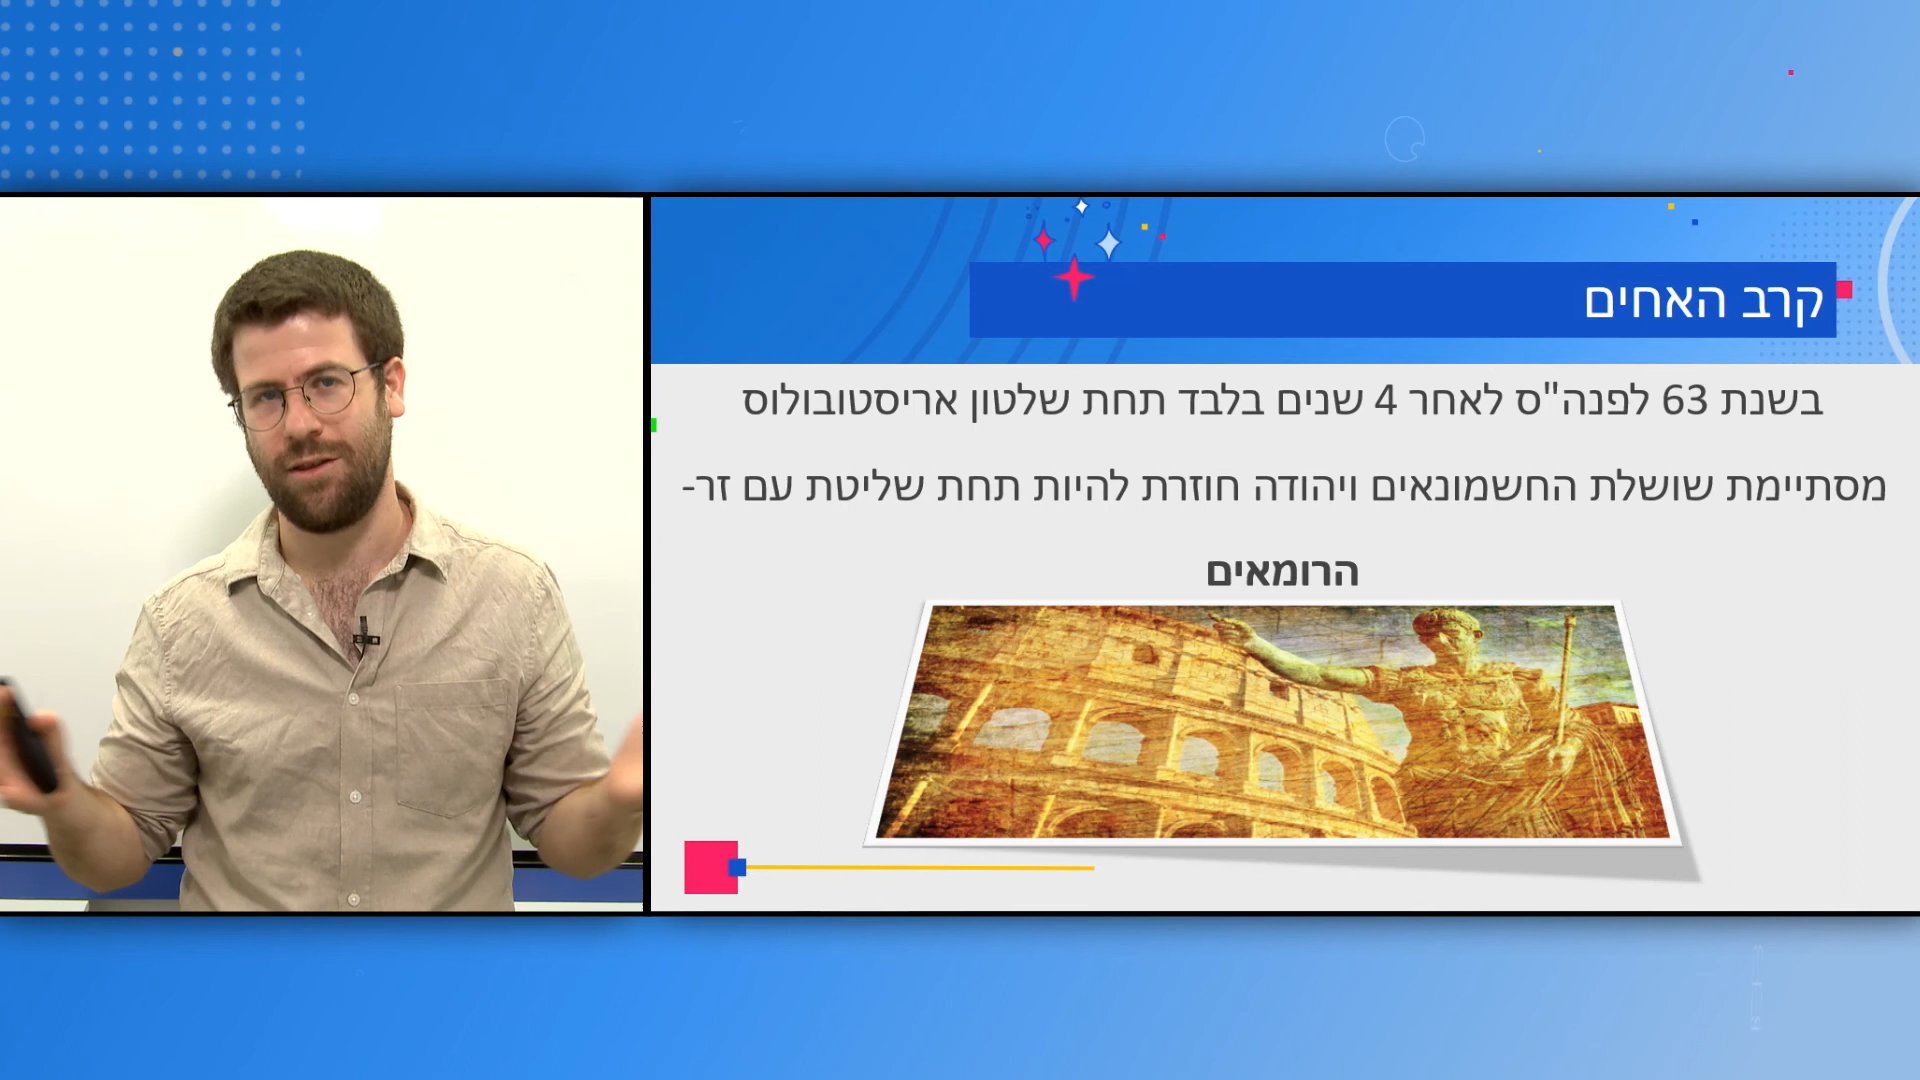 קרב האחים
בשנת 63 לפנה"ס לאחר 4 שנים בלבד תחת שלטון אריסטובולוס
מסתיימת שושלת החשמונאים ויהודה חוזרת להיות תחת שליטת עם זר-
הרומאים